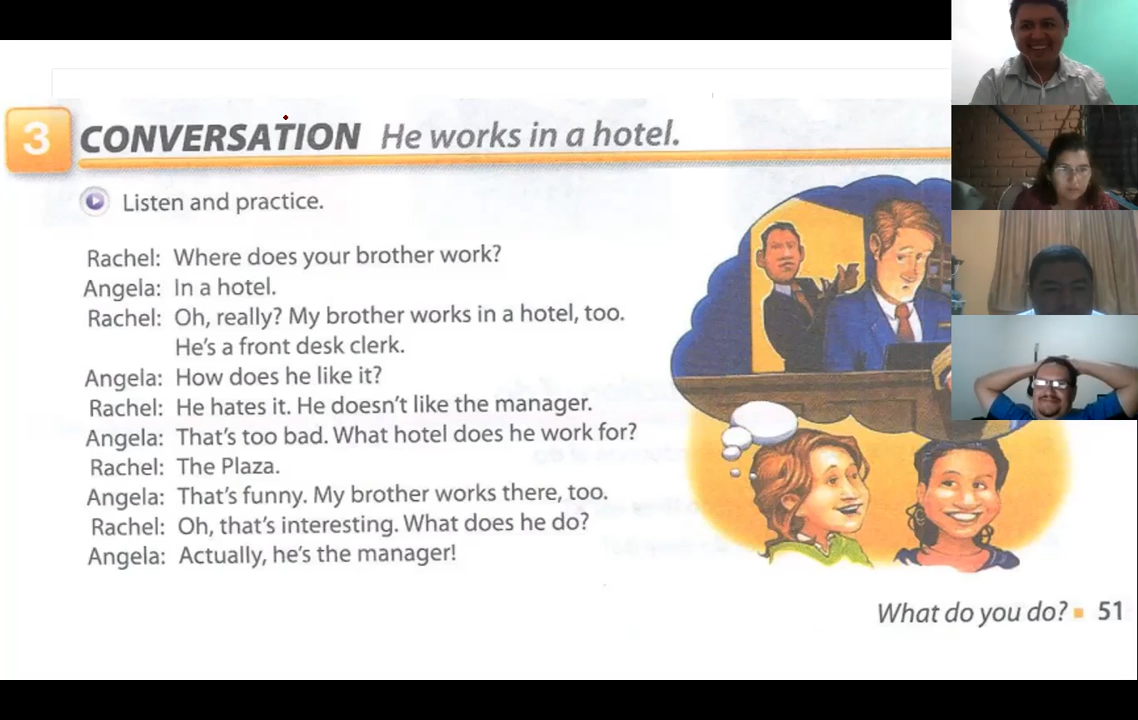 3 CONVERSATION He works in a hotel.
Listen and practice.
Rachel: Where does your brother work?
Angela: In a hotel.
Rachel: Oh, really? My brother works in a hotel, too.
He's a front desk clerk.
Angela: How does he like it?
Rachel: He hates it. He doesn't like the manager.
Angela: That's too bad. What hotel does he work for?
Rachel: The Plaza.
Angela: That's funny. My brother works there, too.
Rachel: Oh, that's interesting. What does he do?
Angela: Actually, he's the manager!
What do you do? ▪ 51